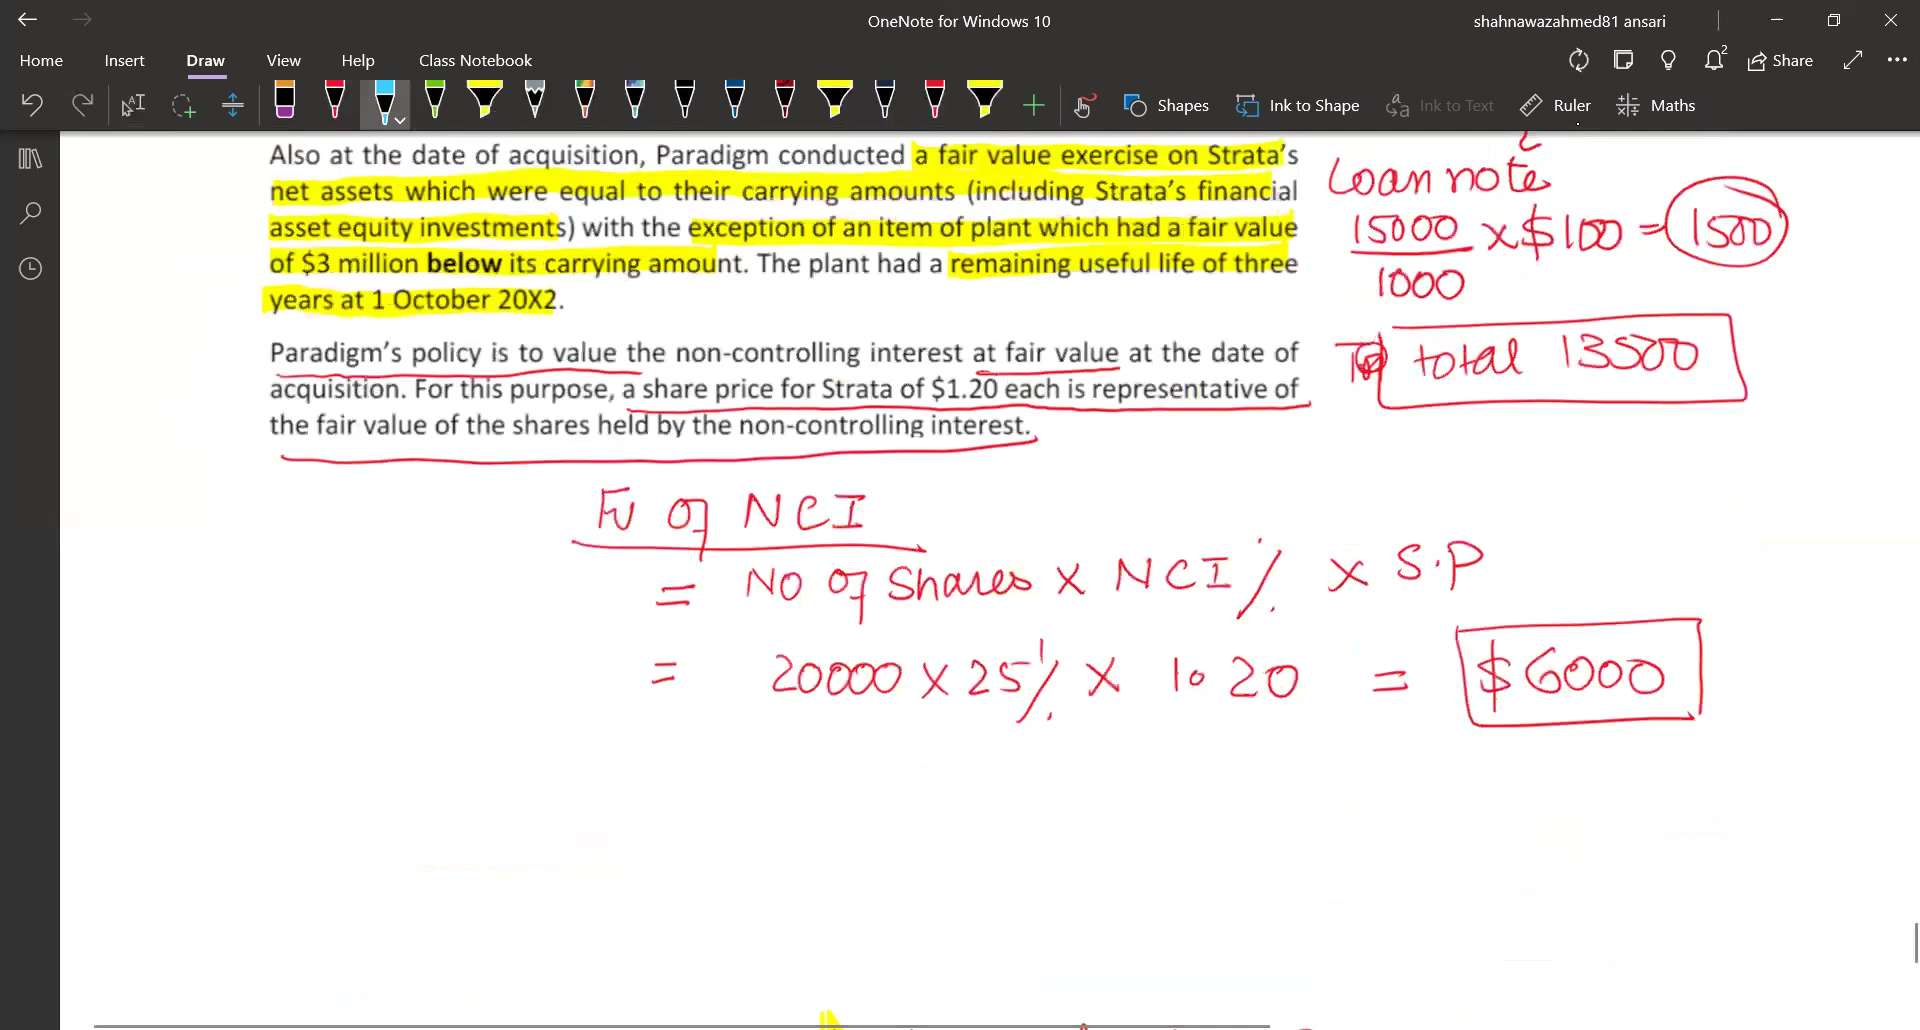 OneNote for Windows 10
shahnawazahmed81 ansari
Home Insert Draw View Help Class Notebook
2
Share
Shapes Ink to Shape Ink to Text Ruler Maths
Also at the date of acquisition, Paradigm conducted a fair value exercise on Strata's
net assets which were equal to their carrying amounts (including Strata's financial
asset equity investments) with the exception of an item of plant which had a fair value
of $3 million below its carrying amount. The plant had a remaining useful life of three
years at 1 October 20X2.
Paradigm's policy is to value the non-controlling interest at fair value at the date of
acquisition. For this purpose, a share price for Strata of $1.20 each is representative of
the fair value of the shares held by the non-controlling interest.
Loan note
15000 x $100 = 1500
1000
total 13500
Fv of NCI
= No of Shares x NCI % x S.P
= 20000 x 25% x 1.20 = $6000